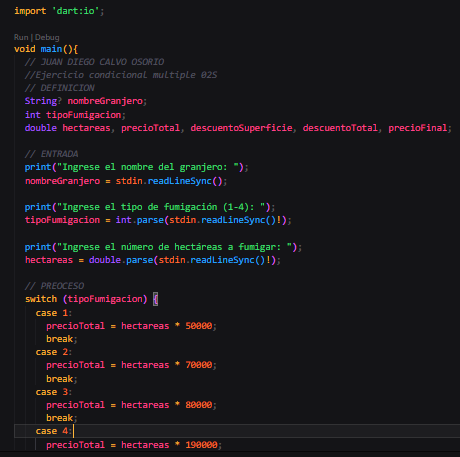 import 'dart:io';
Run | Debug
void main(){
// JUAN DIEGO CALVO OSORIO
//Ejercicio condicional multiple 02S
// DEFINICION
String? nombreGranjero;
int tipoFumigacion;
double hectareas, precioTotal, descuentoSuperficie, descuentoTotal, precioFinal;
// ENTRADA
print("Ingrese el nombre del granjero: ");
nombreGranjero = stdin.readLineSync();
print("Ingrese el tipo de fumigación (1-4): ");
tipoFumigacion = int.parse(stdin.readLineSync()!);
print("Ingrese el número de hectáreas a fumigar: ");
hectareas = double.parse(stdin.readLineSync()!);
// PREOCESO
switch (tipoFumigacion) {
case 1:
precioTotal = hectareas * 50000;
break;
case 2:
precioTotal = hectareas * 70000;
break;
case 3:
precioTotal = hectareas * 80000;
break;
case 4:
precioTotal = hectareas * 190000;